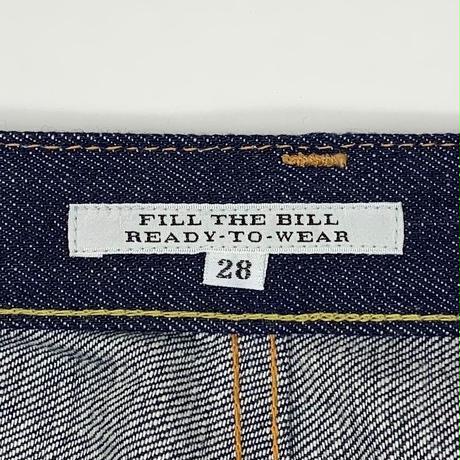 FILL THE BILL
READY-TO-WEAR
28